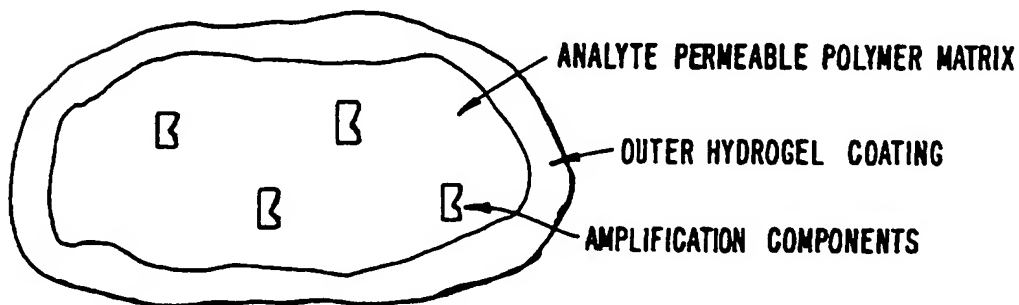 ANALYTE PERMEABLE POLYMER MATRIX
OUTER HYDROGEL COATING
AMPLIFICATION COMPONENTS